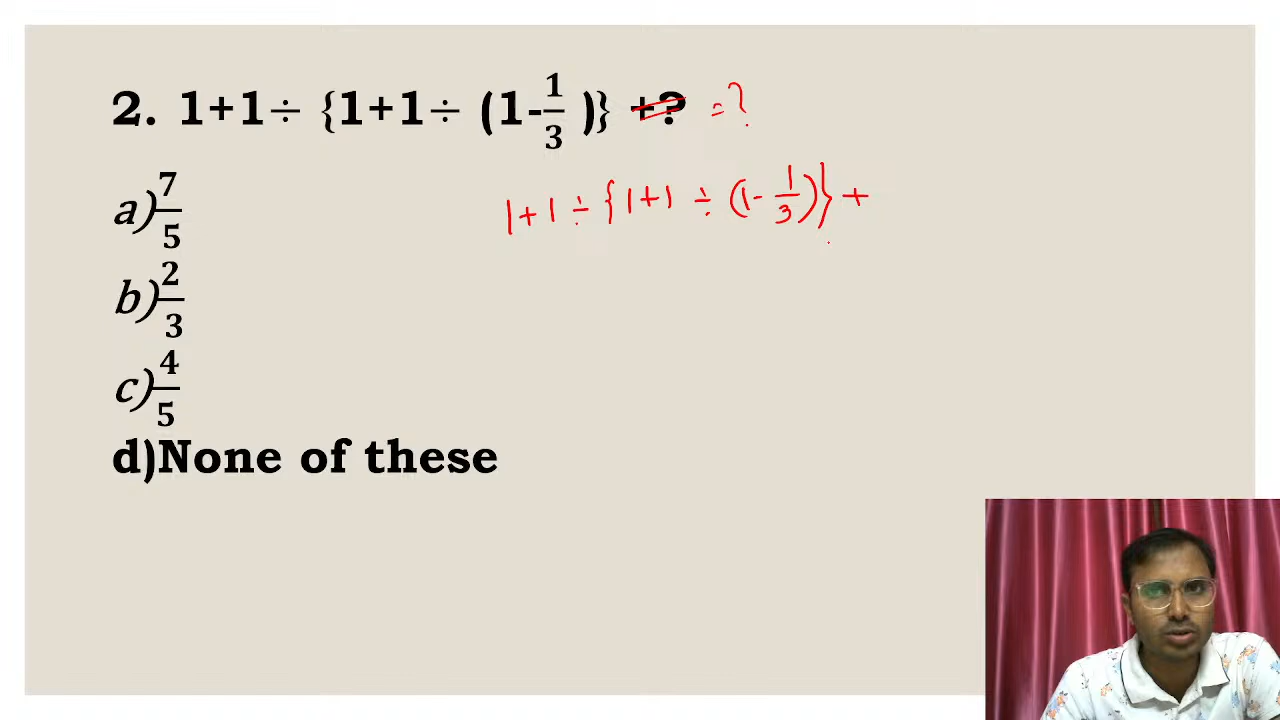 2. 1+1÷ {1+1÷ (1-1/3 )} +? =?
1+1 ÷ {1+1 ÷ (1-1/3)} +
a) 7/5
b) 2/3
c) 4/5
d)None of these